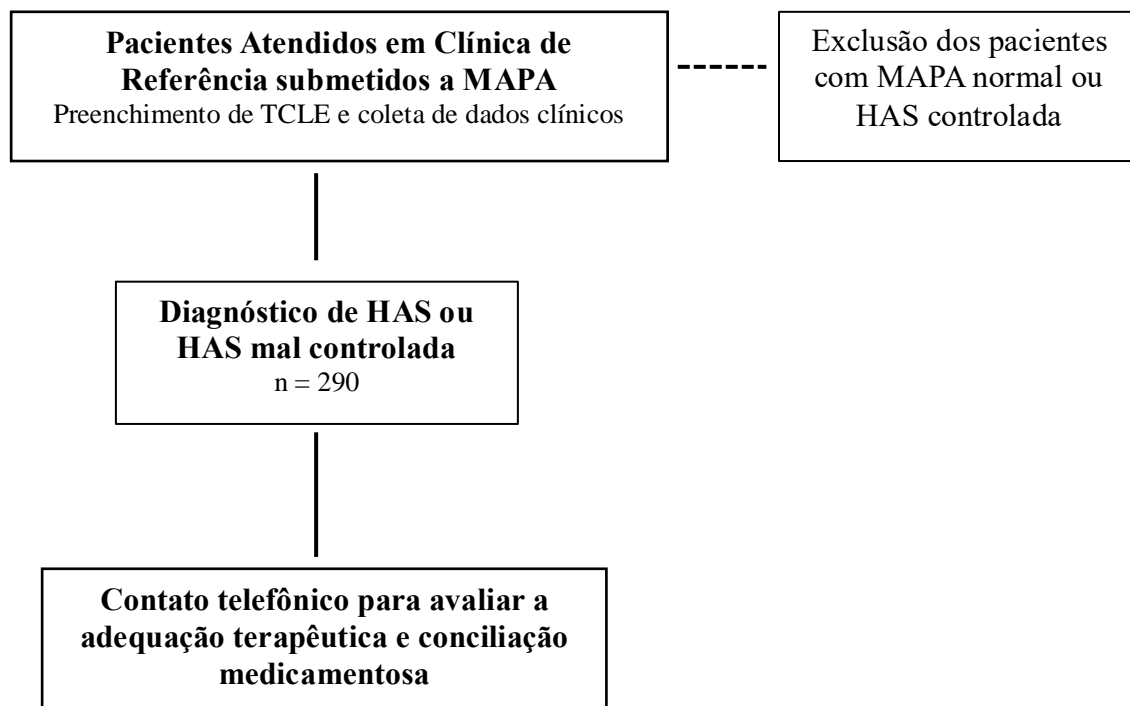 Pacientes Atendidos em Clínica de
Referência submetidos a MAPA
Preenchimento de TCLE e coleta de dados clínicos
Exclusão dos pacientes
com MAPA normal ou
HAS controlada
Diagnóstico de HAS ou
HAS mal controlada
n = 290
Contato telefônico para avaliar a
adequação terapêutica e conciliação
medicamentosa